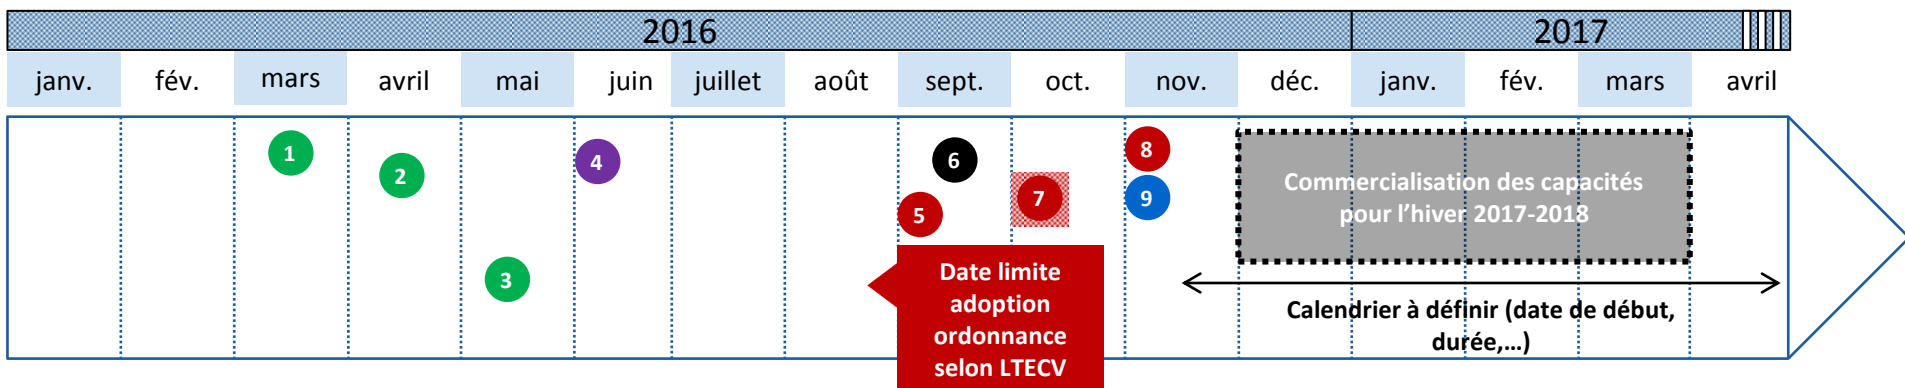 2016 2017
janv. fév. mars avril mai juin juillet août sept. oct. nov. déc. janv. fév. mars avril
1
2
3
4
5
6
7
8
9
Commercialisation des capacités
pour l’hiver 2017-2018
Date limite
adoption
ordonnance
selon LTECV
Calendrier à définir (date de début,
durée,…)